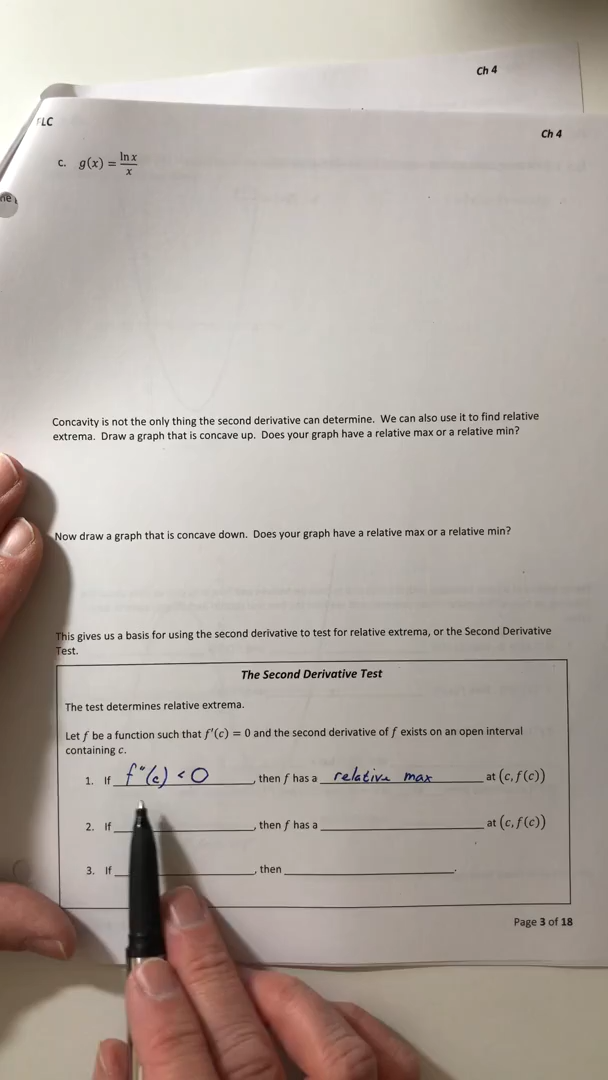 Ch 4
FLC
Ch 4
c. g(x) = ln x / x
Concavity is not the only thing the second derivative can determine. We can also use it to find relative
extrema. Draw a graph that is concave up. Does your graph have a relative max or a relative min?
Now draw a graph that is concave down. Does your graph have a relative max or a relative min?
This gives us a basis for using the second derivative to test for relative extrema, or the Second Derivative
Test.
The Second Derivative Test
The test determines relative extrema.
Let f be a function such that f'(c) = 0 and the second derivative of f exists on an open interval
containing c.
1. If f"(c) < 0, then f has a relative max at (c, f(c))
2. If , then f has a at (c, f(c))
3. If , then .
Page 3 of 18